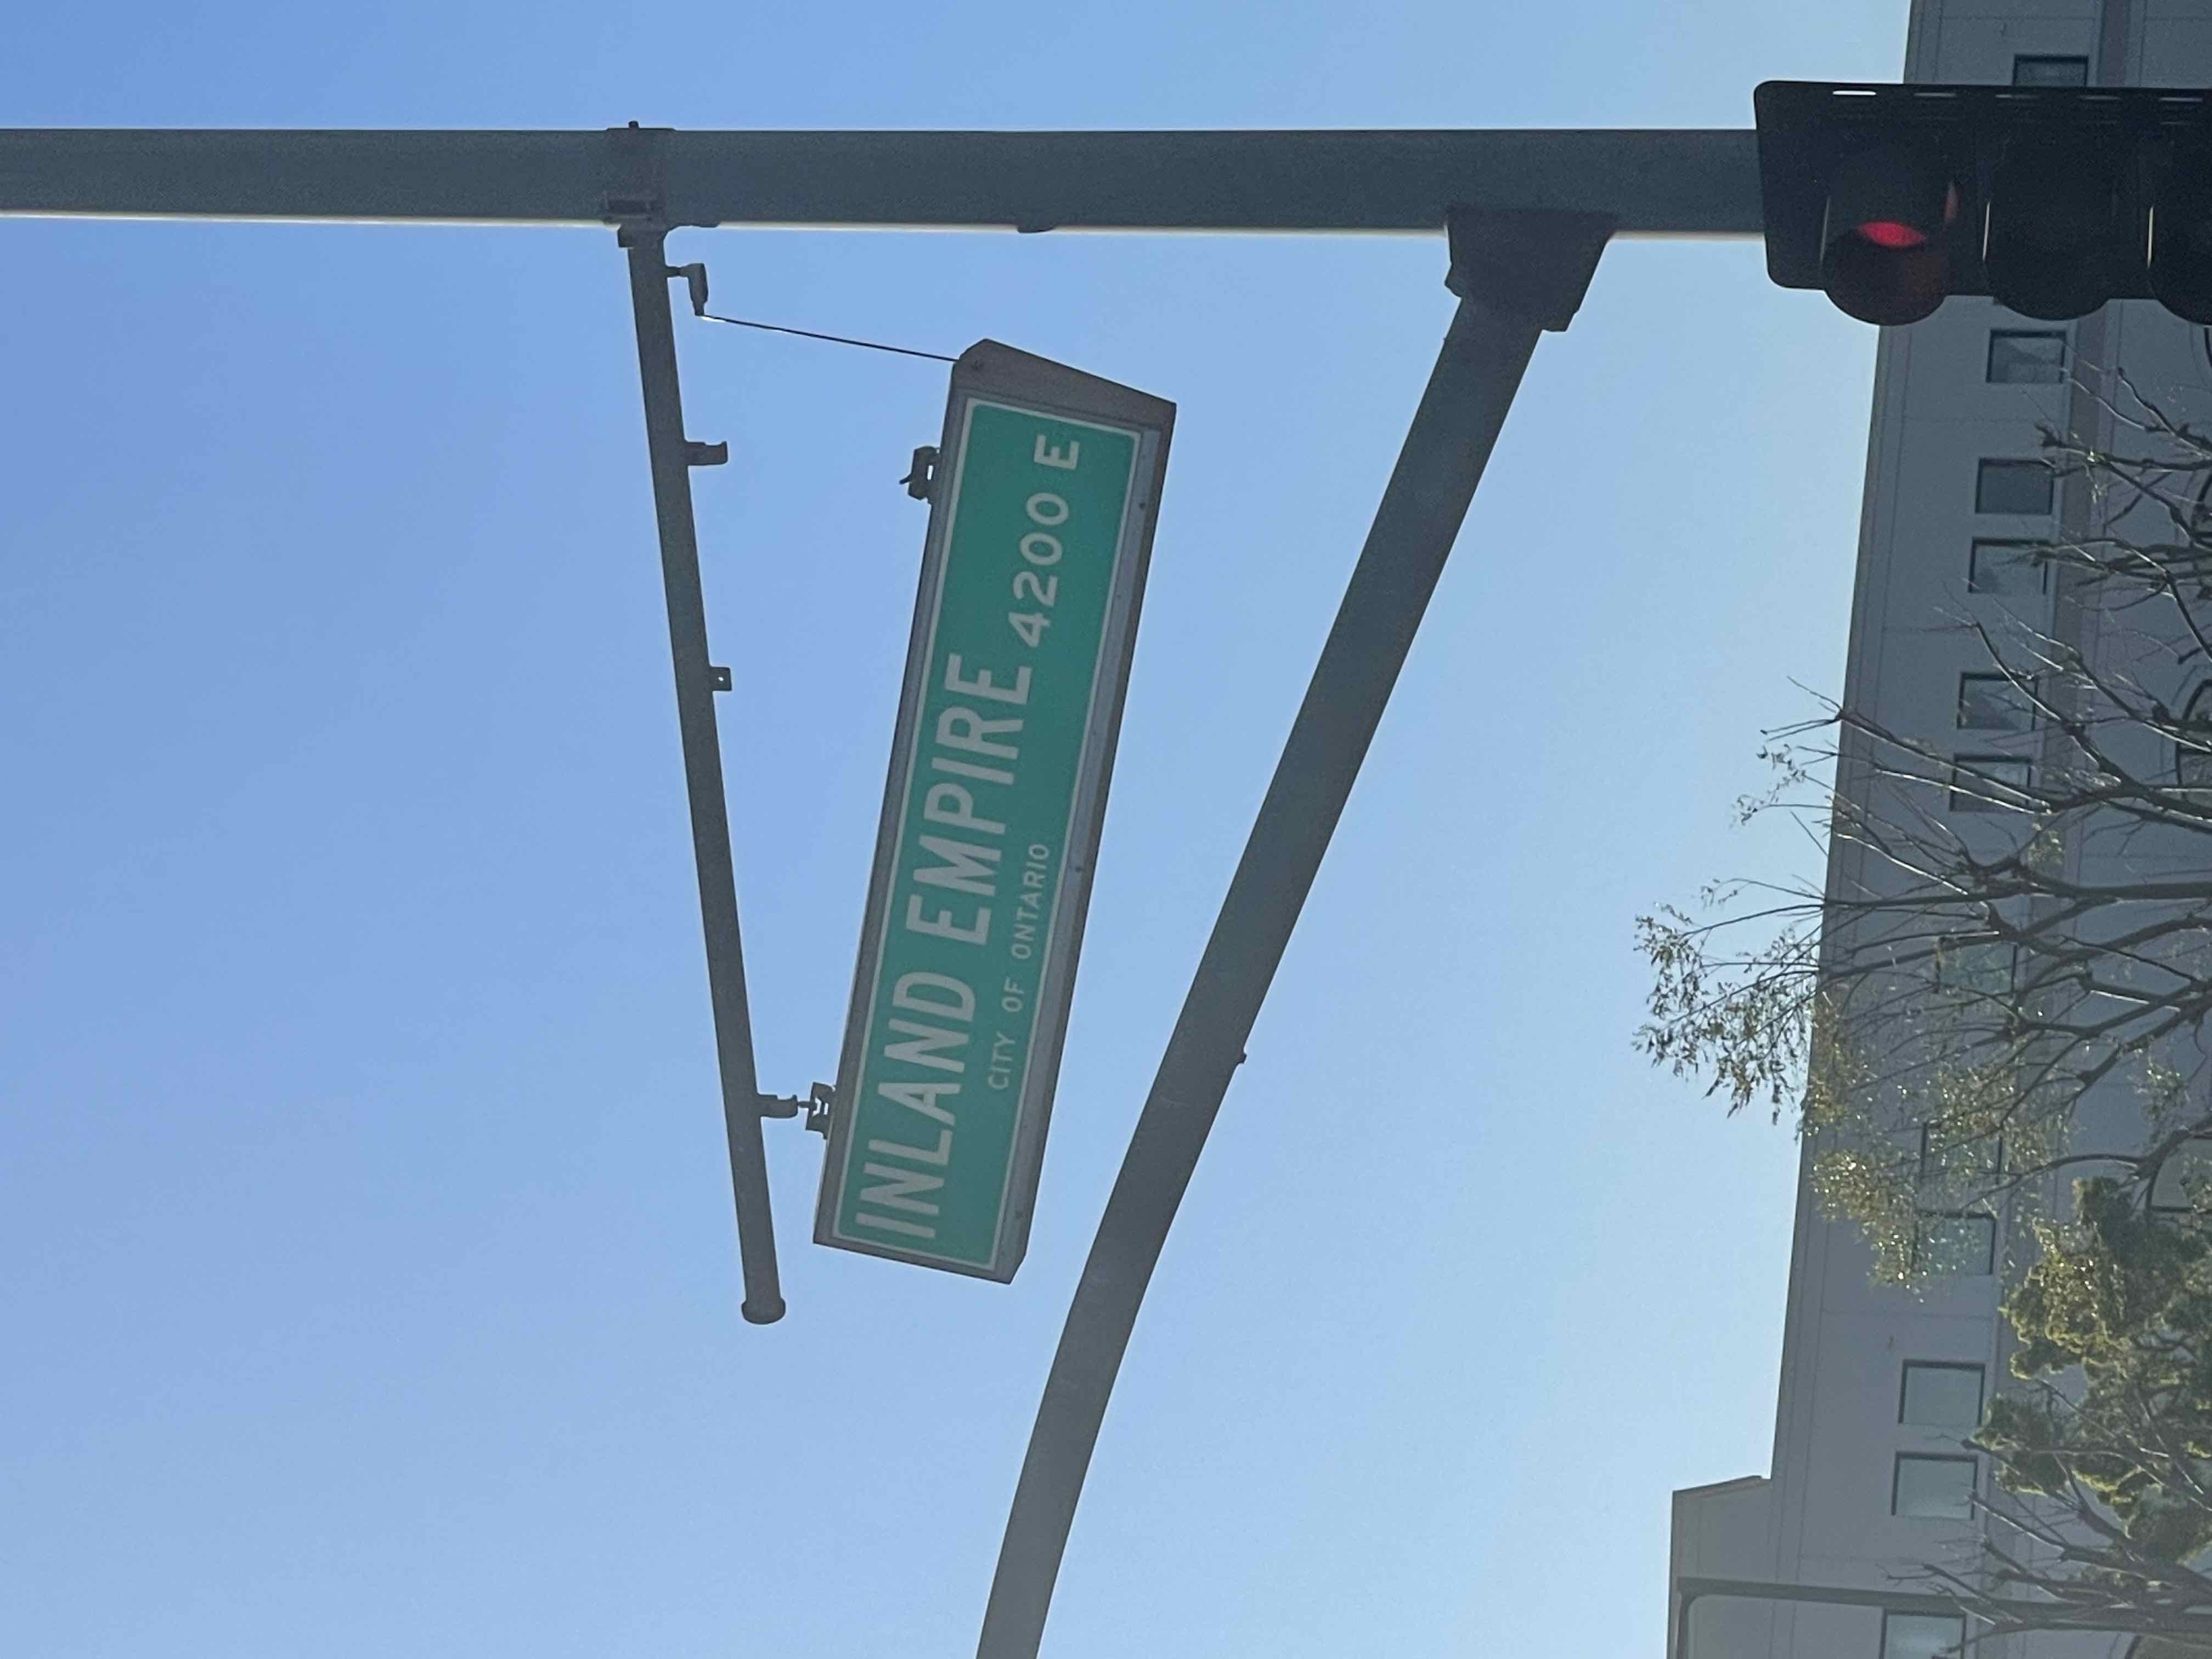 INLAND EMPIRE 4200 E
CITY OF ONTARIO